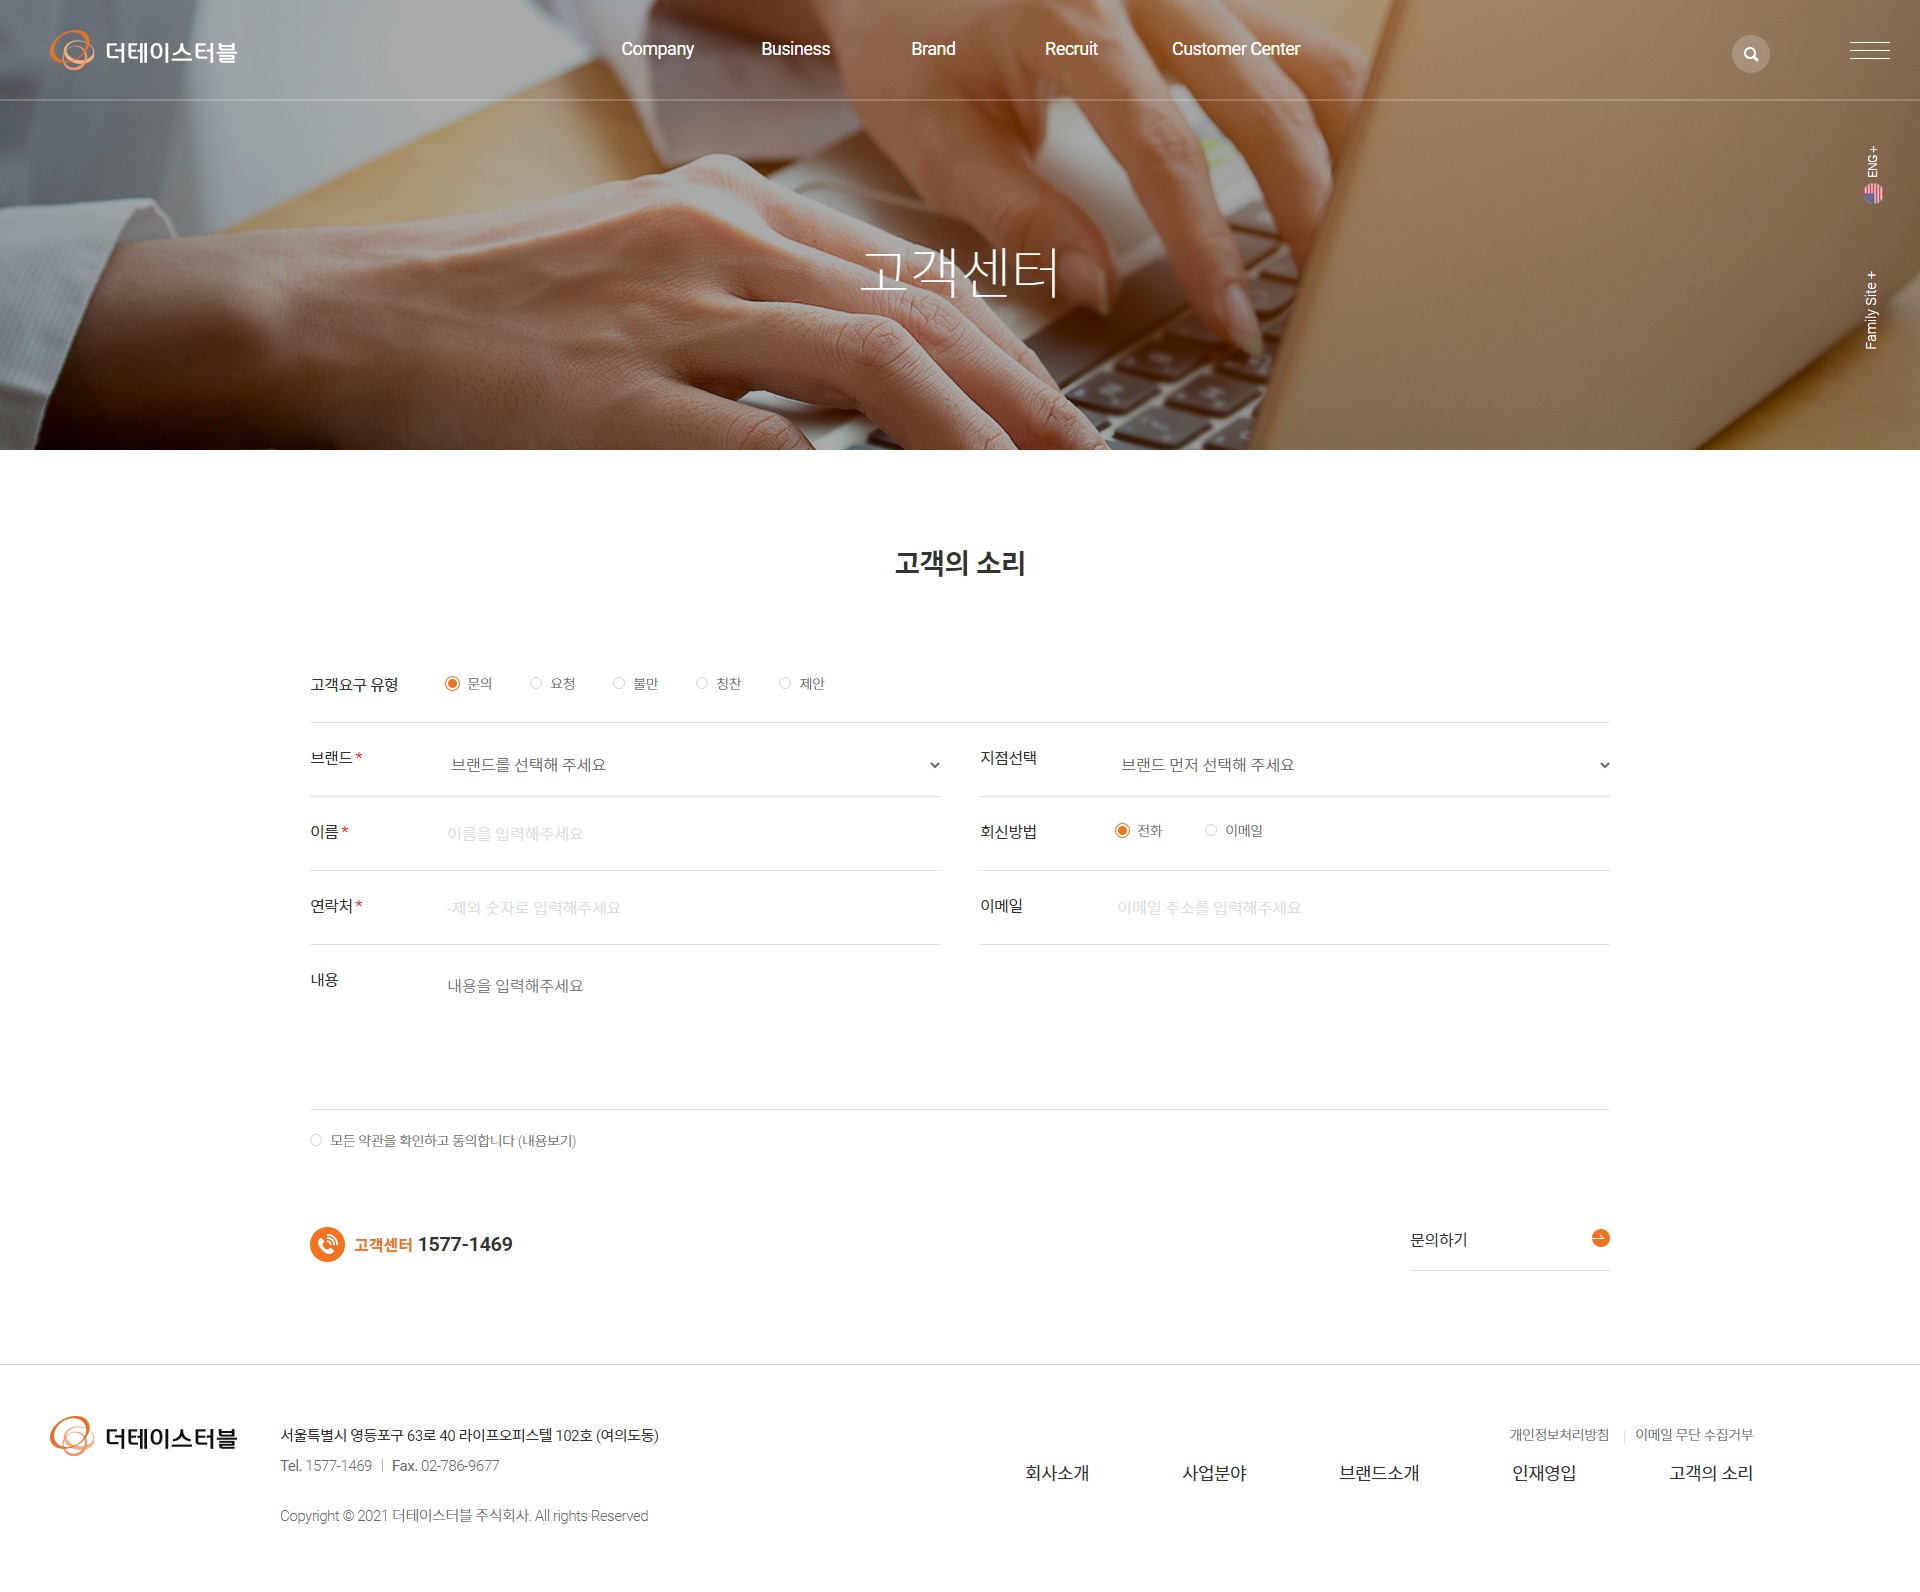 더테이스터블
Company Business Brand Recruit Customer Center
ENG+
Family Site +
고객센터
고객의 소리
고객요구 유형 문의 요청 불만 칭찬 제안
브랜드 * 브랜드를 선택해 주세요 지점선택 브랜드 먼저 선택해 주세요
이름 * 이름을 입력해주세요 회신방법 전화 이메일
연락처 * -제외 숫자로 입력해주세요 이메일 이메일 주소를 입력해주세요
내용 내용을 입력해주세요
모든 약관을 확인하고 동의합니다 (내용보기)
고객센터 1577-1469 문의하기
더테이스터블
서울특별시 영등포구 63로 40 라이프오피스텔 102호 (여의도동)
Tel. 1577-1469 | Fax. 02-786-9677
Copyright © 2021 더테이스터블 주식회사. All rights Reserved
개인정보처리방침 | 이메일 무단 수집거부
회사소개 사업분야 브랜드소개 인재영입 고객의 소리